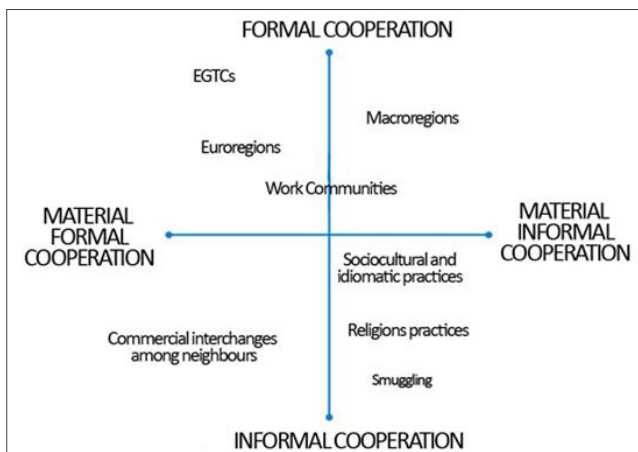 FORMAL COOPERATION
EGTCs
Macroregions
Euroregions
Work Communities
MATERIAL
FORMAL
COOPERATION
MATERIAL
INFORMAL
COOPERATION
Sociocultural and
idiomatic practices
Commercial interchanges
among neighbours
Religions practices
Smuggling
INFORMAL COOPERATION